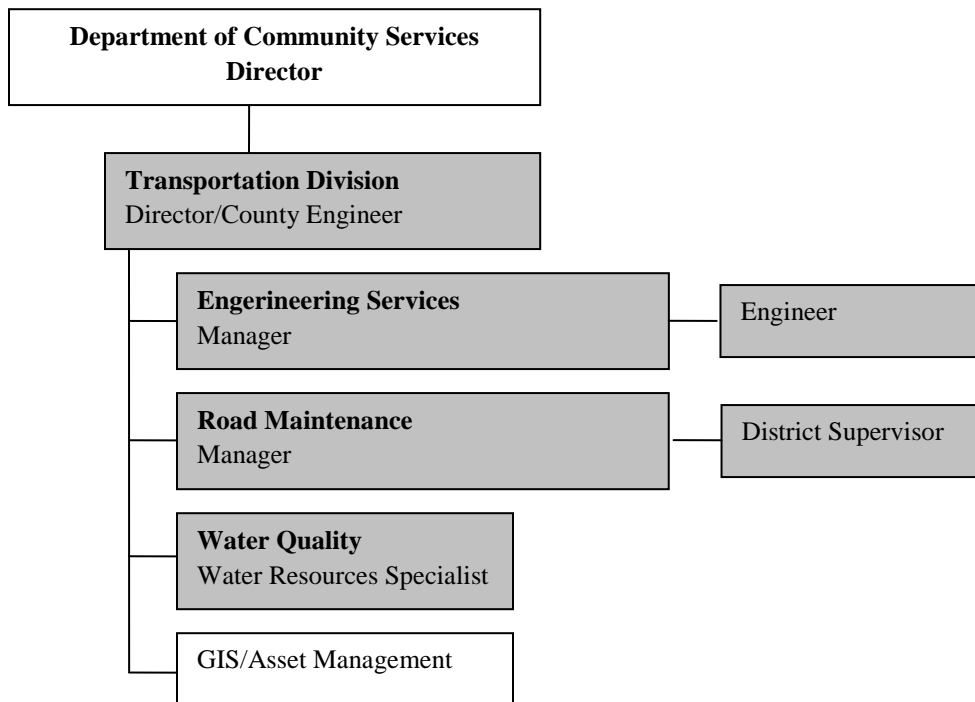 Department of Community Services
Director
Transportation Division
Director/County Engineer
Engerineering Services
Manager
Engineer
Road Maintenance
Manager
District Supervisor
Water Quality
Water Resources Specialist
GIS/Asset Management